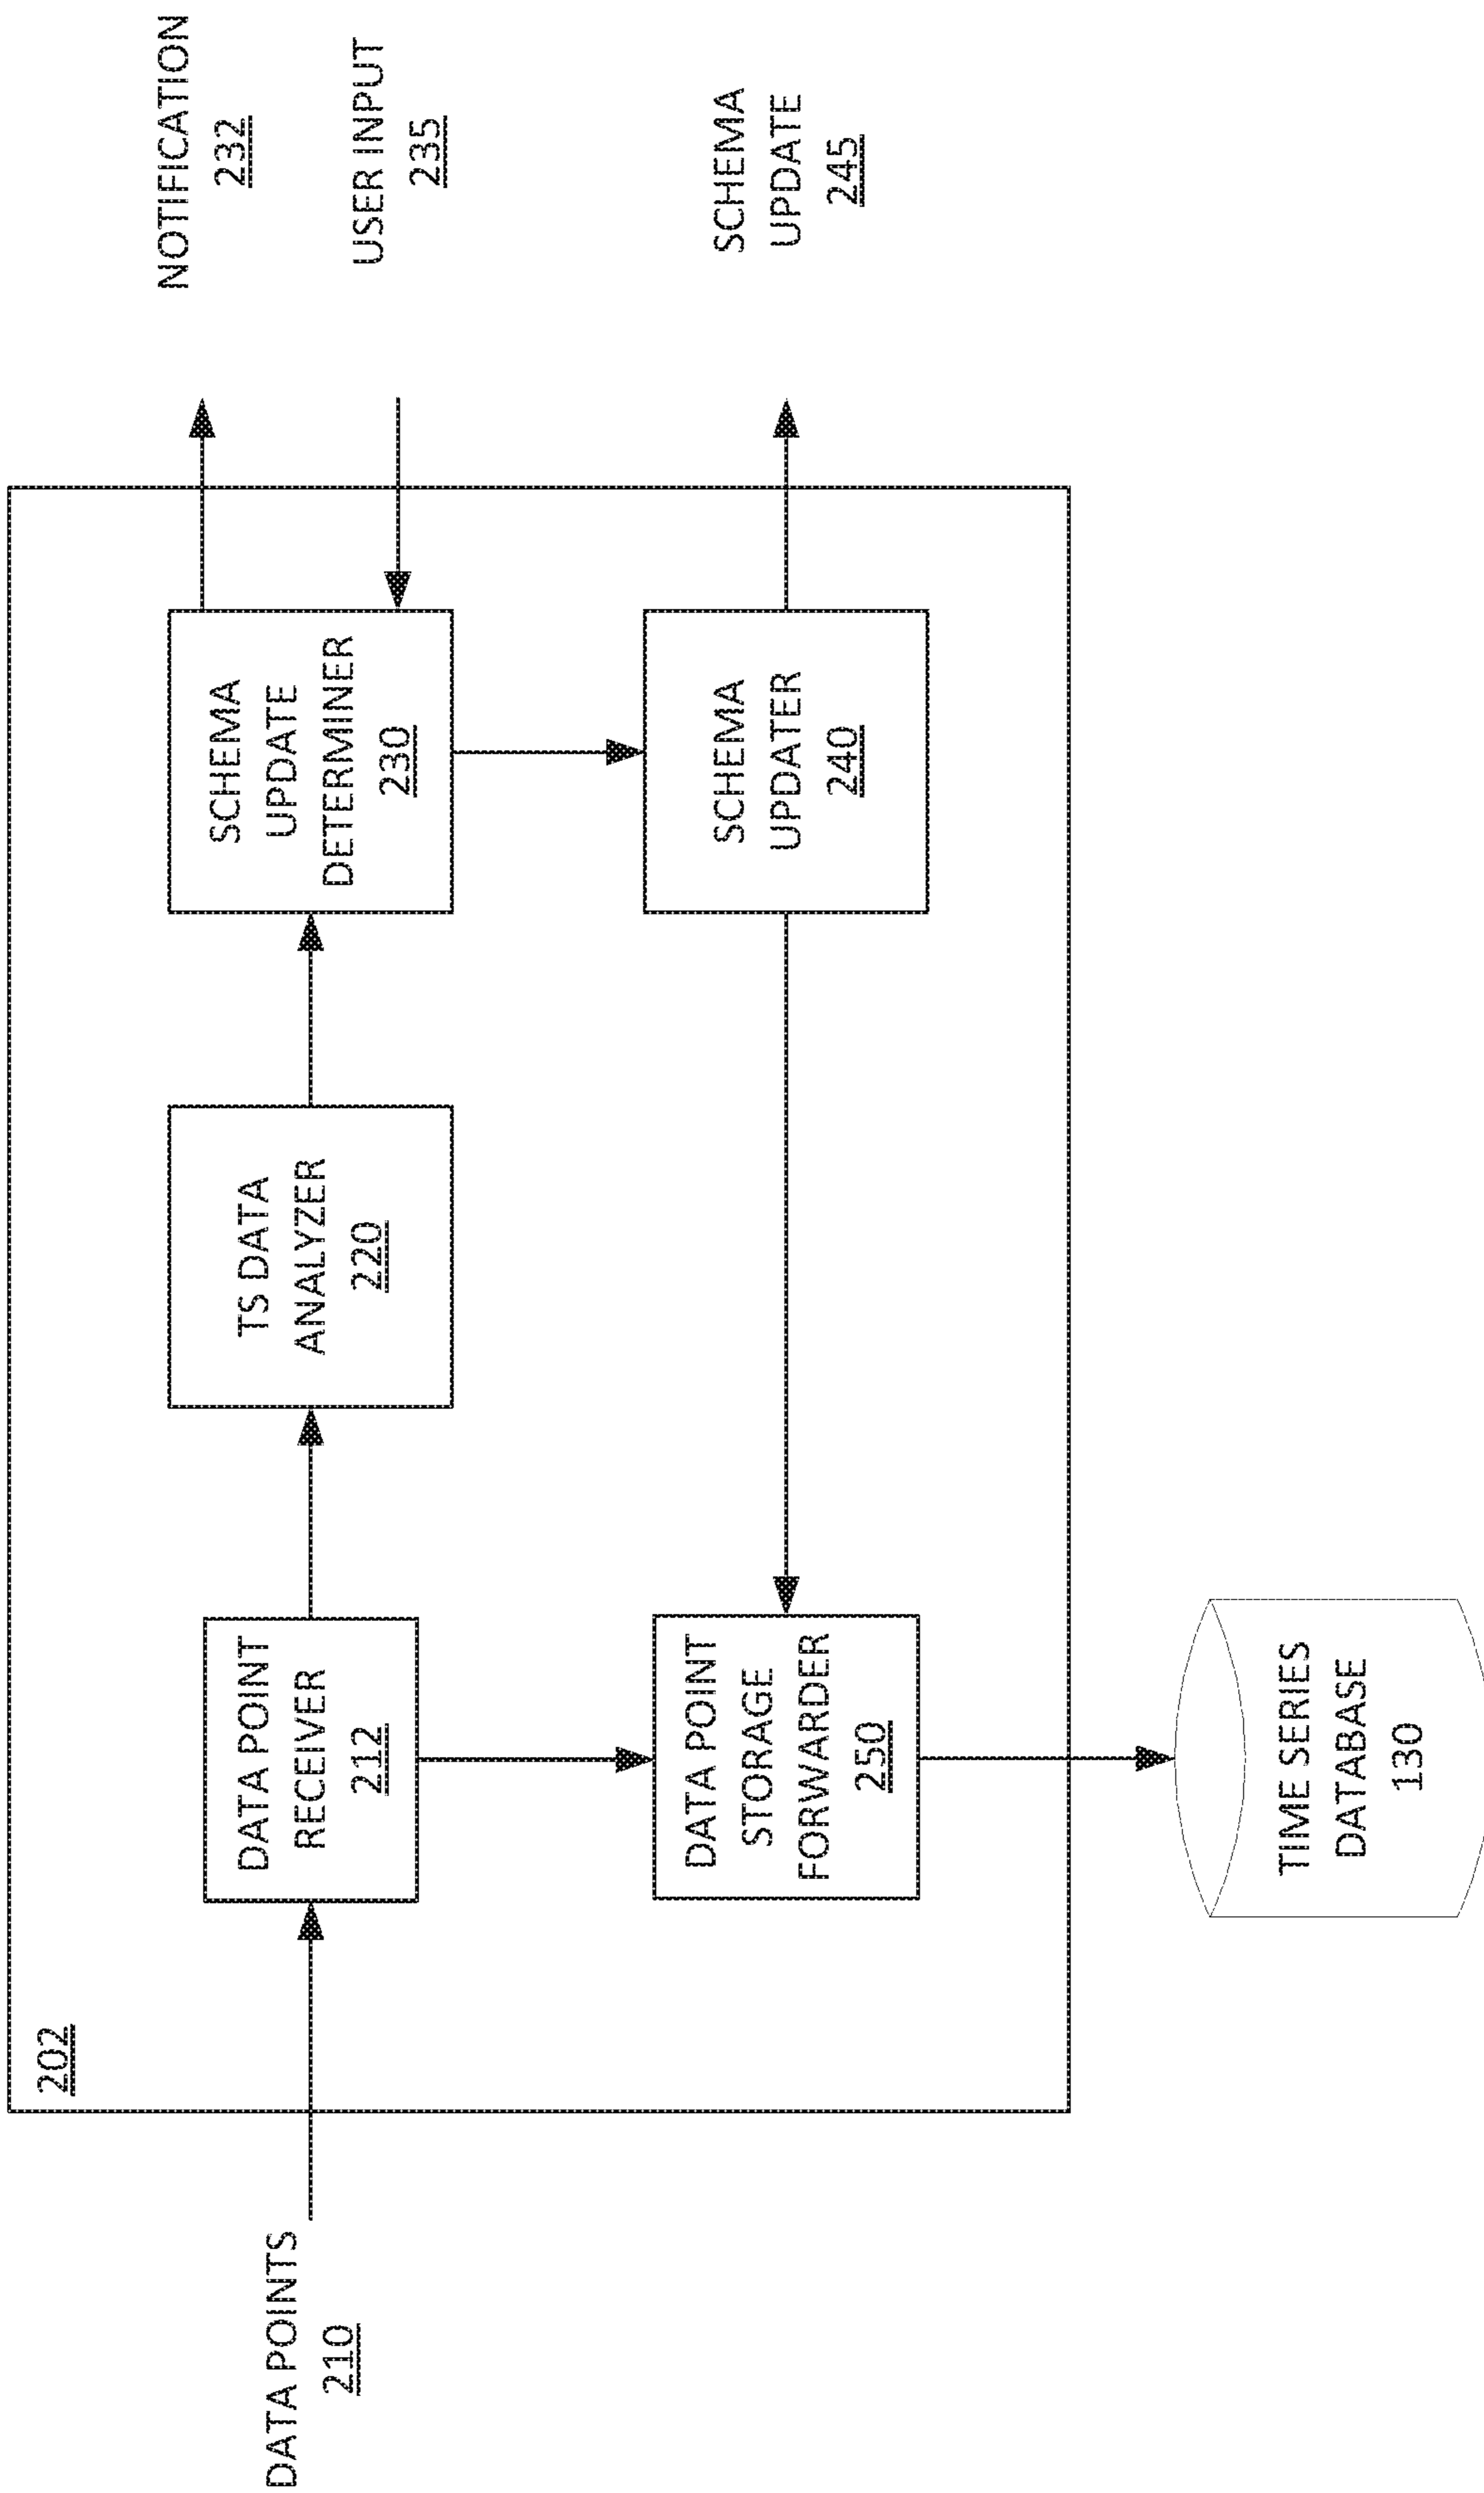 202
DATA POINTS
210
DATA POINT
RECEIVER
212
TS DATA
ANALYZER
220
SCHEMA
UPDATE
DETERMINER
230
NOTIFICATION
232
USER INPUT
235
DATA POINT
STORAGE
FORWARDER
250
SCHEMA
UPDATER
240
SCHEMA
UPDATE
245
TIME SERIES
DATABASE
130